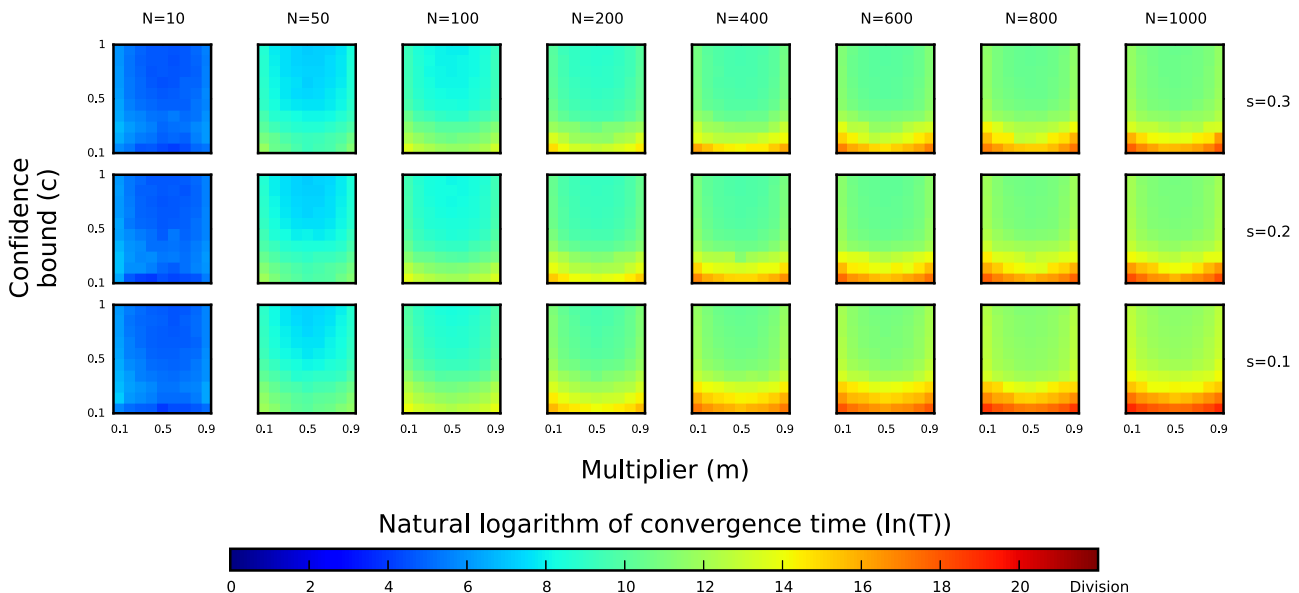 N=10 N=50 N=100 N=200 N=400 N=600 N=800 N=1000
1
0.5
0.1
s=0.3
1
0.5
0.1
s=0.2
1
0.5
0.1
s=0.1
Confidence
bound (c)
0.1 0.5 0.9 0.1 0.5 0.9 0.1 0.5 0.9 0.1 0.5 0.9 0.1 0.5 0.9 0.1 0.5 0.9 0.1 0.5 0.9 0.1 0.5 0.9
Multiplier (m)
Natural logarithm of convergence time (ln(T))
0 2 4 6 8 10 12 14 16 18 20 Division